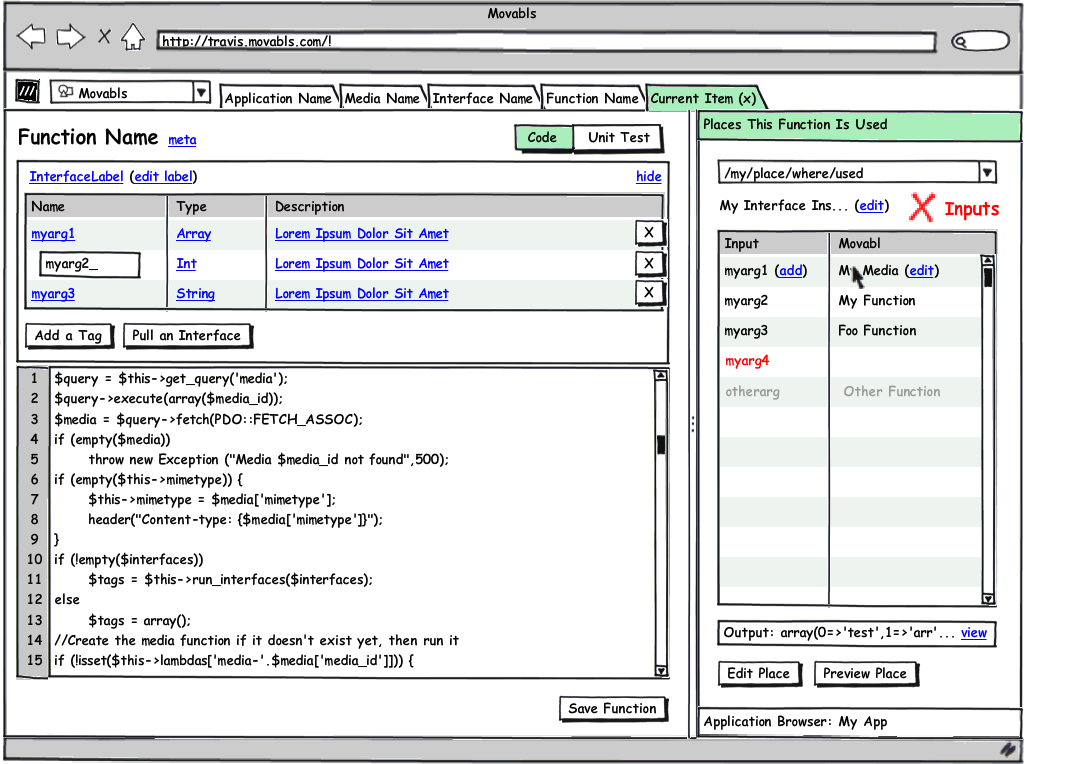 Movabls
http://travis.movabls.com/!
Movabls
Application Name
Media Name
Interface Name
Function Name
Current Item (x)
Function Name meta
Code
Unit Test
InterfaceLabel (edit label)
hide
Name Type Description
myarg1 Array Lorem Ipsum Dolor Sit Amet X
myarg2_ Int Lorem Ipsum Dolor Sit Amet X
myarg3 String Lorem Ipsum Dolor Sit Amet X
Add a Tag
Pull an Interface
1 $query = $this->get_query('media');
2 $query->execute(array($media_id));
3 $media = $query->fetch(PDO::FETCH_ASSOC);
4 if (empty($media))
5 throw new Exception ("Media $media_id not found",500);
6 if (empty($this->mimetype)) {
7 $this->mimetype = $media['mimetype'];
8 header("Content-type: {$media['mimetype']}");
9 }
10 if (!empty($interfaces))
11 $tags = $this->run_interfaces($interfaces);
12 else
13 $tags = array();
14 //Create the media function if it doesn't exist yet, then run it
15 if (!isset($this->lambdas['media-'.$media['media_id']])) {
Save Function
Places This Function Is Used
/my/place/where/used
My Interface Ins... (edit)
X Inputs
Input Movabl
myarg1 (add) My Media (edit)
myarg2 My Function
myarg3 Foo Function
myarg4
otherarg Other Function
Output: array(0=>'test',1=>'arr'... view
Edit Place
Preview Place
Application Browser: My App